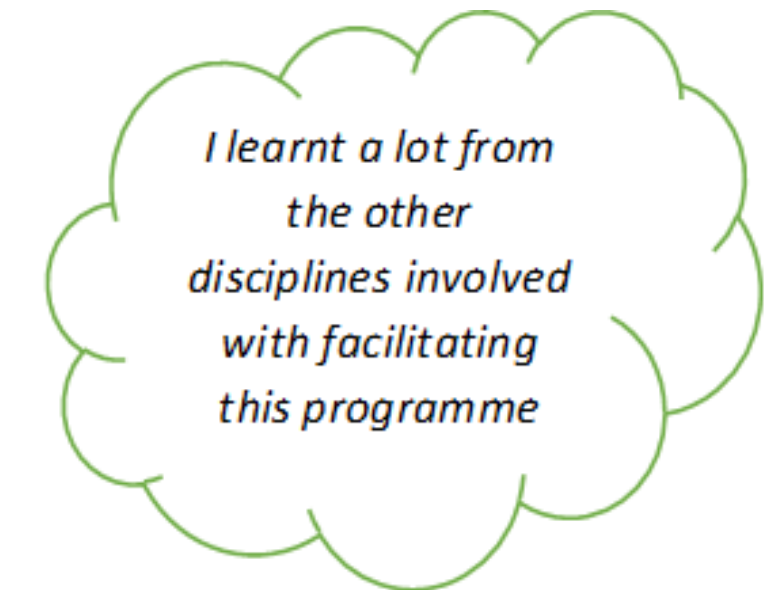 I learnt a lot from
the other
disciplines involved
with facilitating
this programme